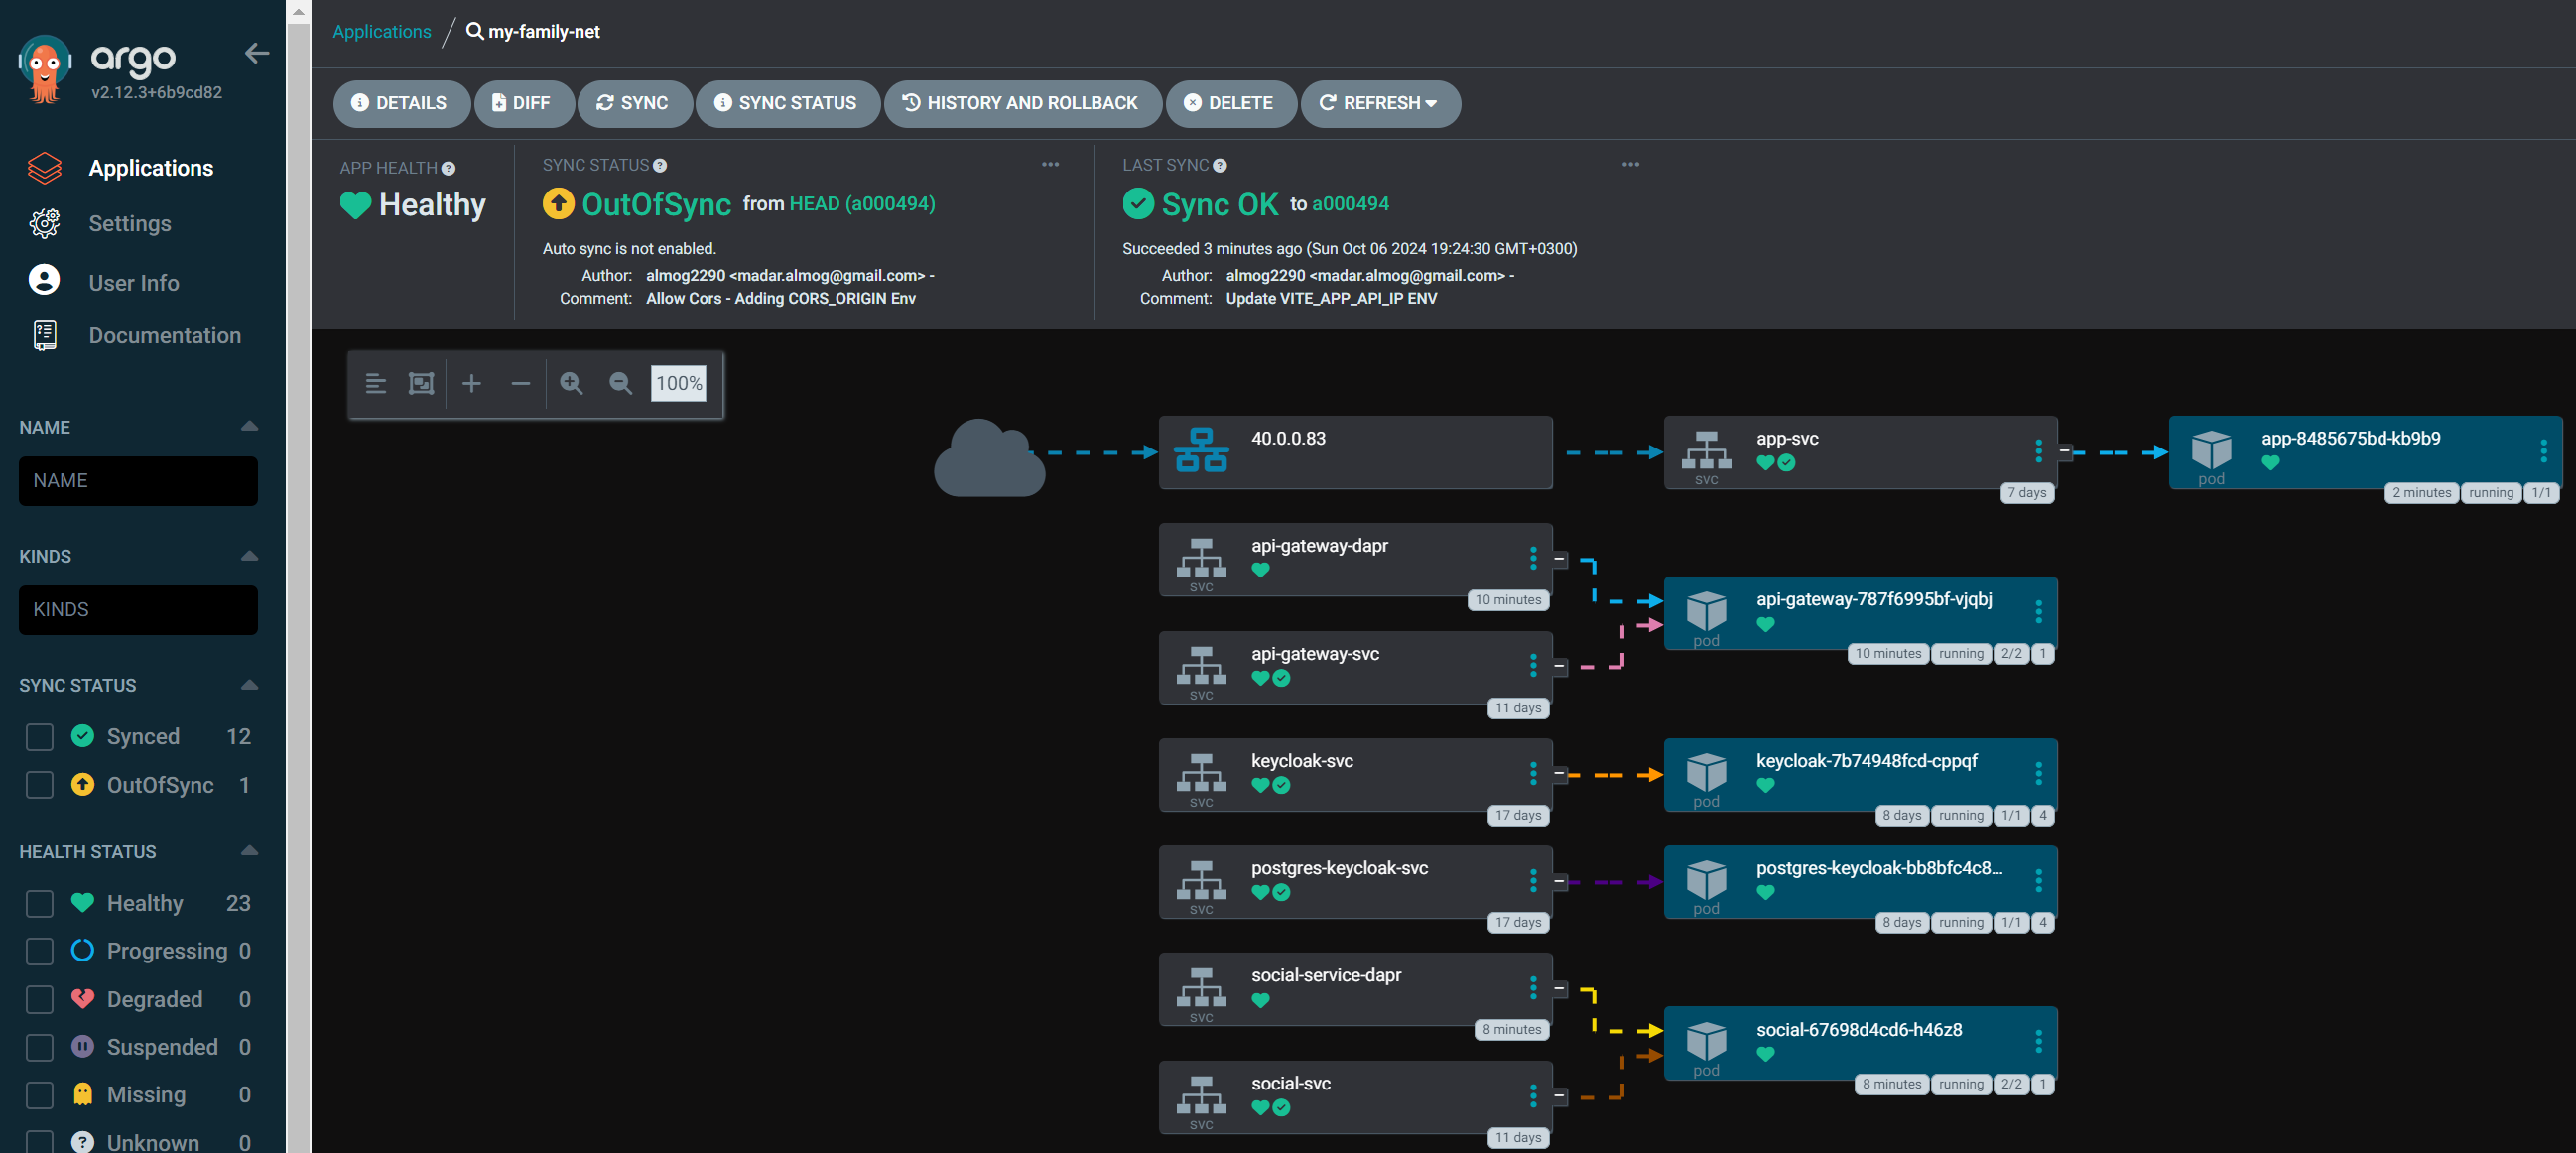 argo
v2.12.3+6b9cd82
Applications
Settings
User Info
Documentation
NAME
NAME
KINDS
KINDS
SYNC STATUS
Synced 12
OutOfSync 1
HEALTH STATUS
Healthy 23
Progressing 0
Degraded 0
Suspended 0
Missing 0
Unknown 0
Applications / my-family-net
DETAILS DIFF SYNC SYNC STATUS HISTORY AND ROLLBACK DELETE REFRESH
APP HEALTH
Healthy
SYNC STATUS
OutOfSync from HEAD (a000494)
Auto sync is not enabled.
Author: almog2290 <madar.almog@gmail.com> -
Comment: Allow Cors - Adding CORS_ORIGIN Env
LAST SYNC
Sync OK to a000494
Succeeded 3 minutes ago (Sun Oct 06 2024 19:24:30 GMT+0300)
Author: almog2290 <madar.almog@gmail.com> -
Comment: Update VITE_APP_API_IP ENV
100%
40.0.0.83
app-svc
svc
7 days
app-8485675bd-kb9b9
pod
2 minutes running 1/1
api-gateway-dapr
svc
10 minutes
api-gateway-787f6995bf-vjqbj
pod
10 minutes running 2/2 1
api-gateway-svc
svc
11 days
keycloak-svc
svc
17 days
keycloak-7b74948fcd-cppqf
pod
8 days running 1/1 4
postgres-keycloak-svc
svc
17 days
postgres-keycloak-bb8bfc4c8...
pod
8 days running 1/1 4
social-service-dapr
svc
8 minutes
social-67698d4cd6-h46z8
pod
8 minutes running 2/2 1
social-svc
svc
11 days